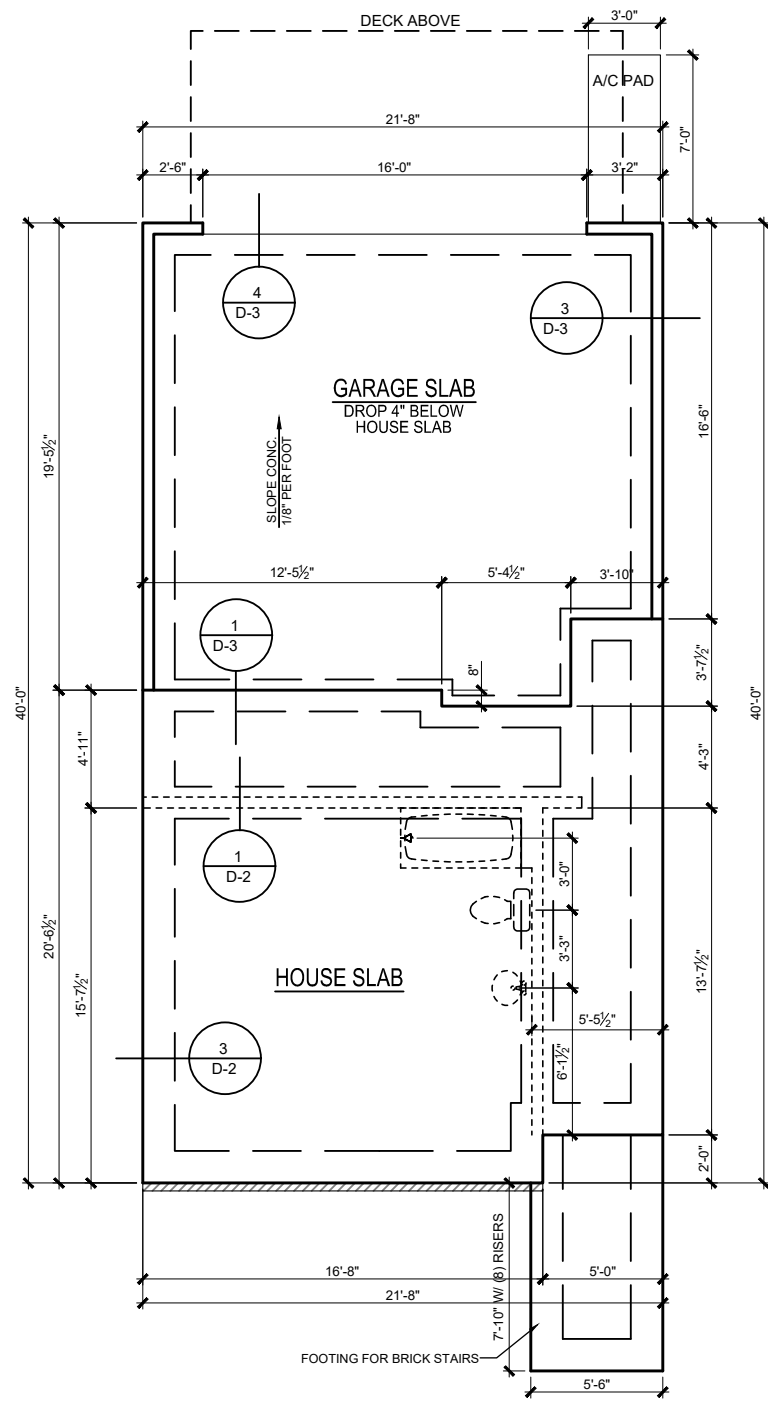 DECK ABOVE
3'-0"
A/C PAD
21'-8"
7'-0"
2'-6"
16'-0"
3'-2"
4
D-3
3
D-3
GARAGE SLAB
DROP 4" BELOW
HOUSE SLAB
SLOPE CONC.
1/8" PER FOOT
19'-5½"
16'-6"
12'-5½"
5'-4½"
3'-10"
1
D-3
8"
3'-7½"
40'-0"
40'-0"
4'-11"
4'-3"
1
D-2
3'-0"
3'-3"
20'-6½"
15'-7½"
HOUSE SLAB
13'-7½"
5'-5½"
6'-1½"
3
D-2
2'-0"
16'-8"
5'-0"
21'-8"
7'-10" W/ (8) RISERS
FOOTING FOR BRICK STAIRS
5'-6"